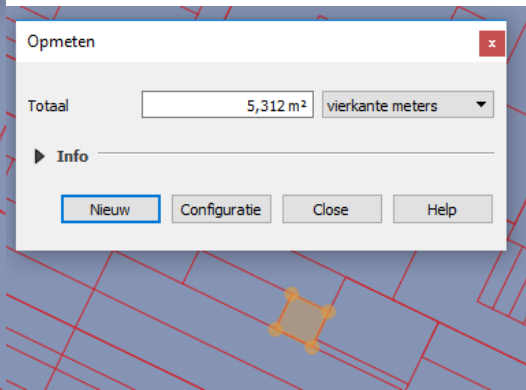 Opmeten
x
Totaal 5,312 m² vierkante meters
Info
Nieuw Configuratie Close Help